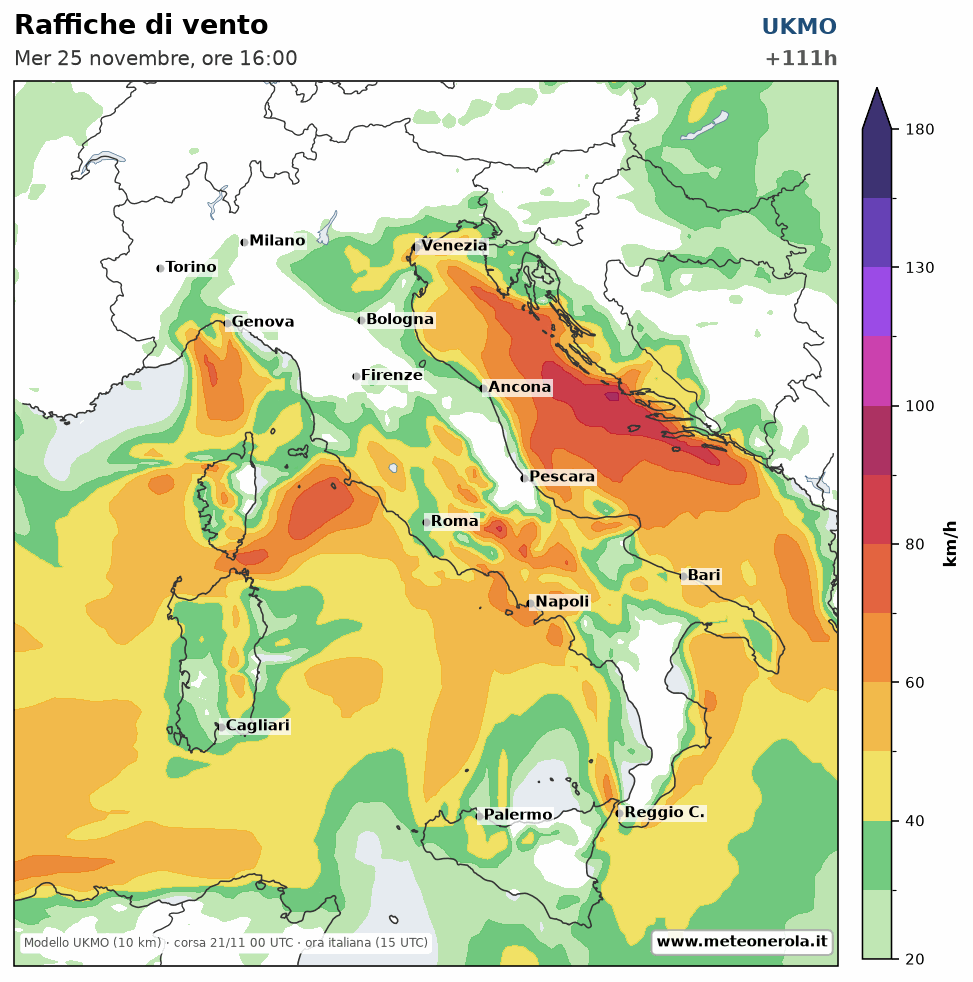 Raffiche di vento
UKMO
Mer 25 novembre, ore 16:00
+111h
180
130
100
80
60
40
20
km/h
Milano
Venezia
Torino
Genova
Bologna
Firenze
Ancona
Pescara
Roma
Bari
Napoli
Cagliari
Palermo
Reggio C.
Modello UKMO (10 km) · corsa 21/11 00 UTC · ora italiana (15 UTC)
www.meteonerola.it